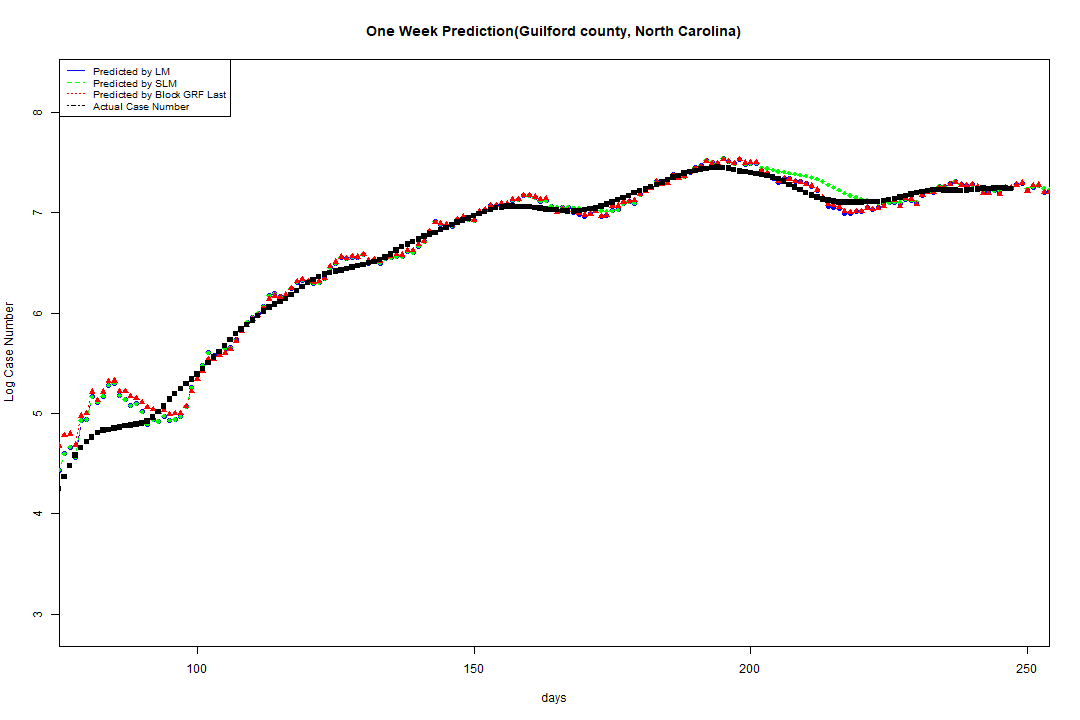 One Week Prediction(Guilford county, North Carolina)
Predicted by LM
Predicted by SLM
Predicted by Block GRF Last
Actual Case Number
8
7
6
5
4
3
Log Case Number
100 150 200 250
days